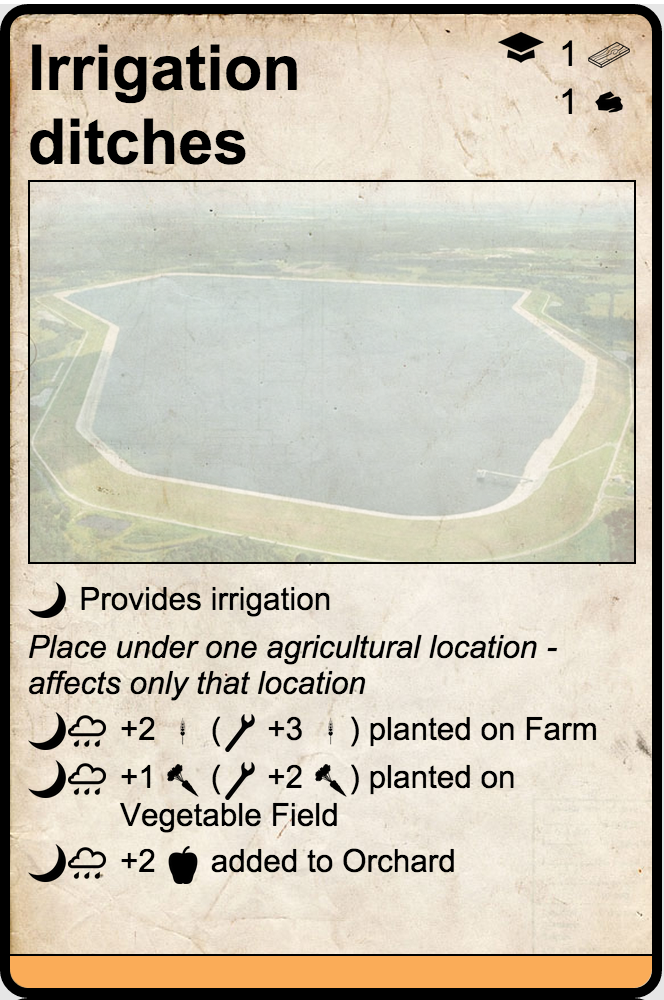 Irrigation
ditches
1
1
Provides irrigation
Place under one agricultural location -
affects only that location
+2 ( +3 ) planted on Farm
+1 ( +2 ) planted on
Vegetable Field
+2 added to Orchard